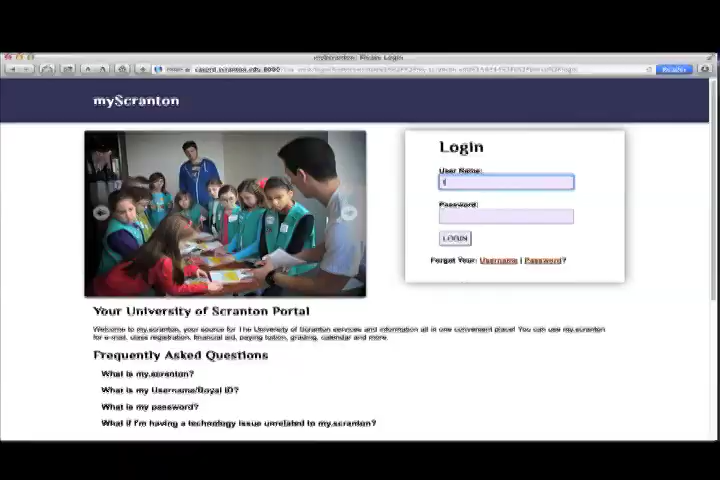 myScranton: Portal Login
Reader
myScranton
Login
User Name:
Password:
LOGIN
Forgot Your: Username | Password?
Your University of Scranton Portal
Welcome to my.scranton, your source for The University of Scranton services and information all in one convenient place! You can use my.scranton
for e-mail, class registration, financial aid, paying tuition, grading, calendar and more.
Frequently Asked Questions
What is my.scranton?
What is my Username/Royal ID?
What is my password?
What if I'm having a technology issue unrelated to my.scranton?